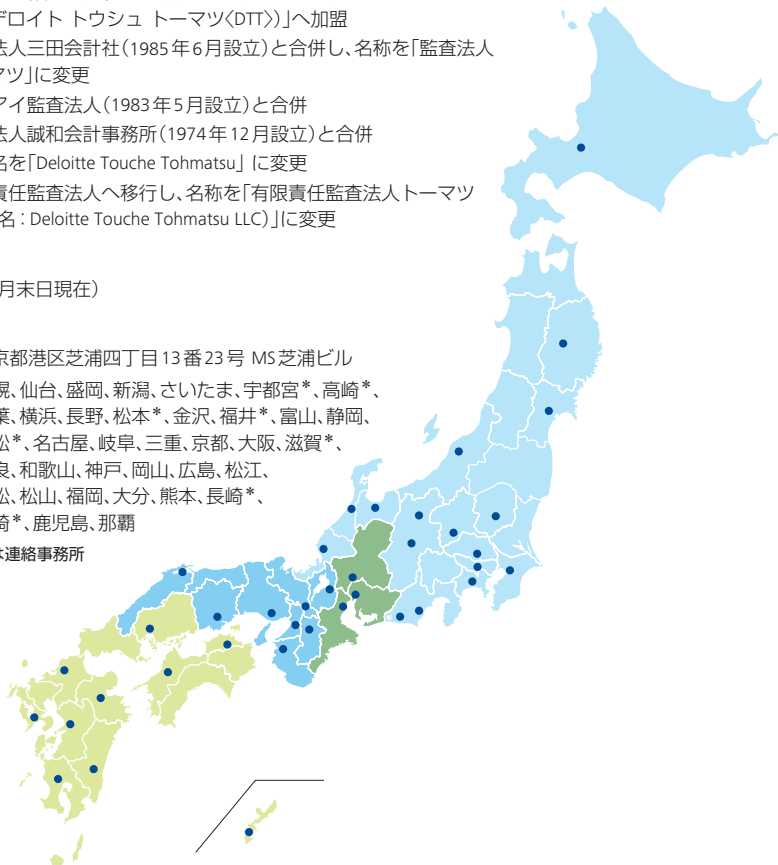 デロイト トウシュ トーマツ〈DTT〉)」へ加盟
法人三田会計社(1985年6月設立)と合併し、名称を「監査法人
マツ」に変更
アイ監査法人(1983年5月設立)と合併
法人誠和会計事務所(1974年12月設立)と合併
名を「Deloitte Touche Tohmatsu」に変更
責任監査法人へ移行し、名称を「有限責任監査法人トーマツ
名：Deloitte Touche Tohmatsu LLC)」に変更
月末日現在)
京都港区芝浦四丁目13番23号 MS芝浦ビル
幌、仙台、盛岡、新潟、さいたま、宇都宮*、高崎*、
葉、横浜、長野、松本*、金沢、福井*、富山、静岡、
松*、名古屋、岐阜、三重、京都、大阪、滋賀*、
良、和歌山、神戸、岡山、広島、松江、
松、松山、福岡、大分、熊本、長崎*、
崎*、鹿児島、那覇
は連絡事務所